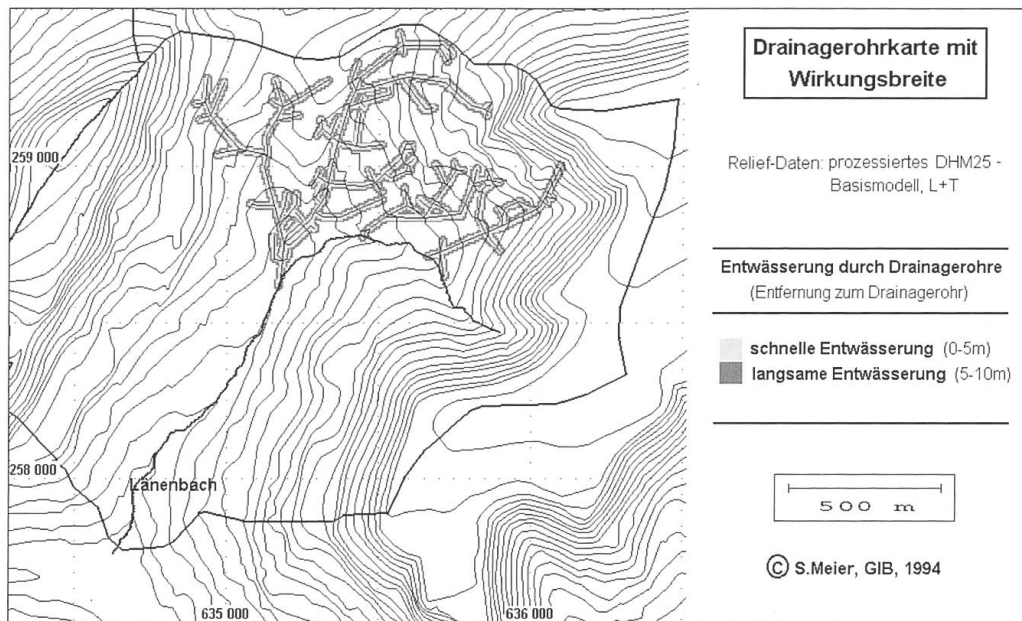 Drainagerohrkarte mit
Wirkungsbreite
Relief-Daten: prozessiertes DHM25 -
Basismodell, L+T
Entwässerung durch Drainagerohre
(Entfernung zum Drainagerohr)
schnelle Entwässerung (0-5m)
langsame Entwässerung (5-10m)
500 m
© S.Meier, GIB, 1994
259 000
258 000
Länenbach
635 000
636 000